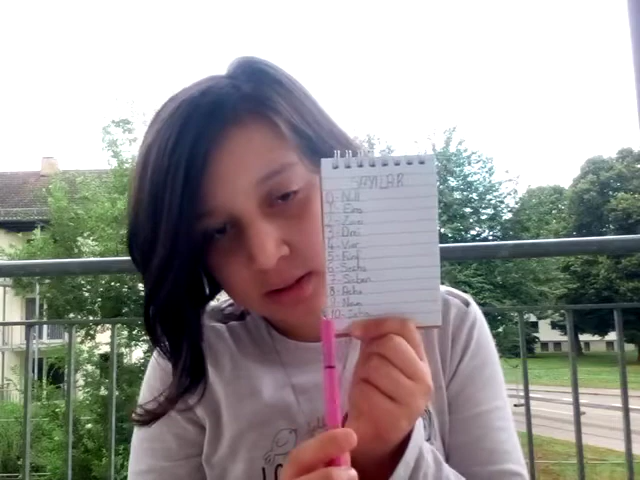 SAYILAR
0- Null
1- Eins
2- Zwei
3- Drei
4- Vier
5- Fünf
6- Sechs
7- Sieben
8- Acht
9- Neun
10- Zehn